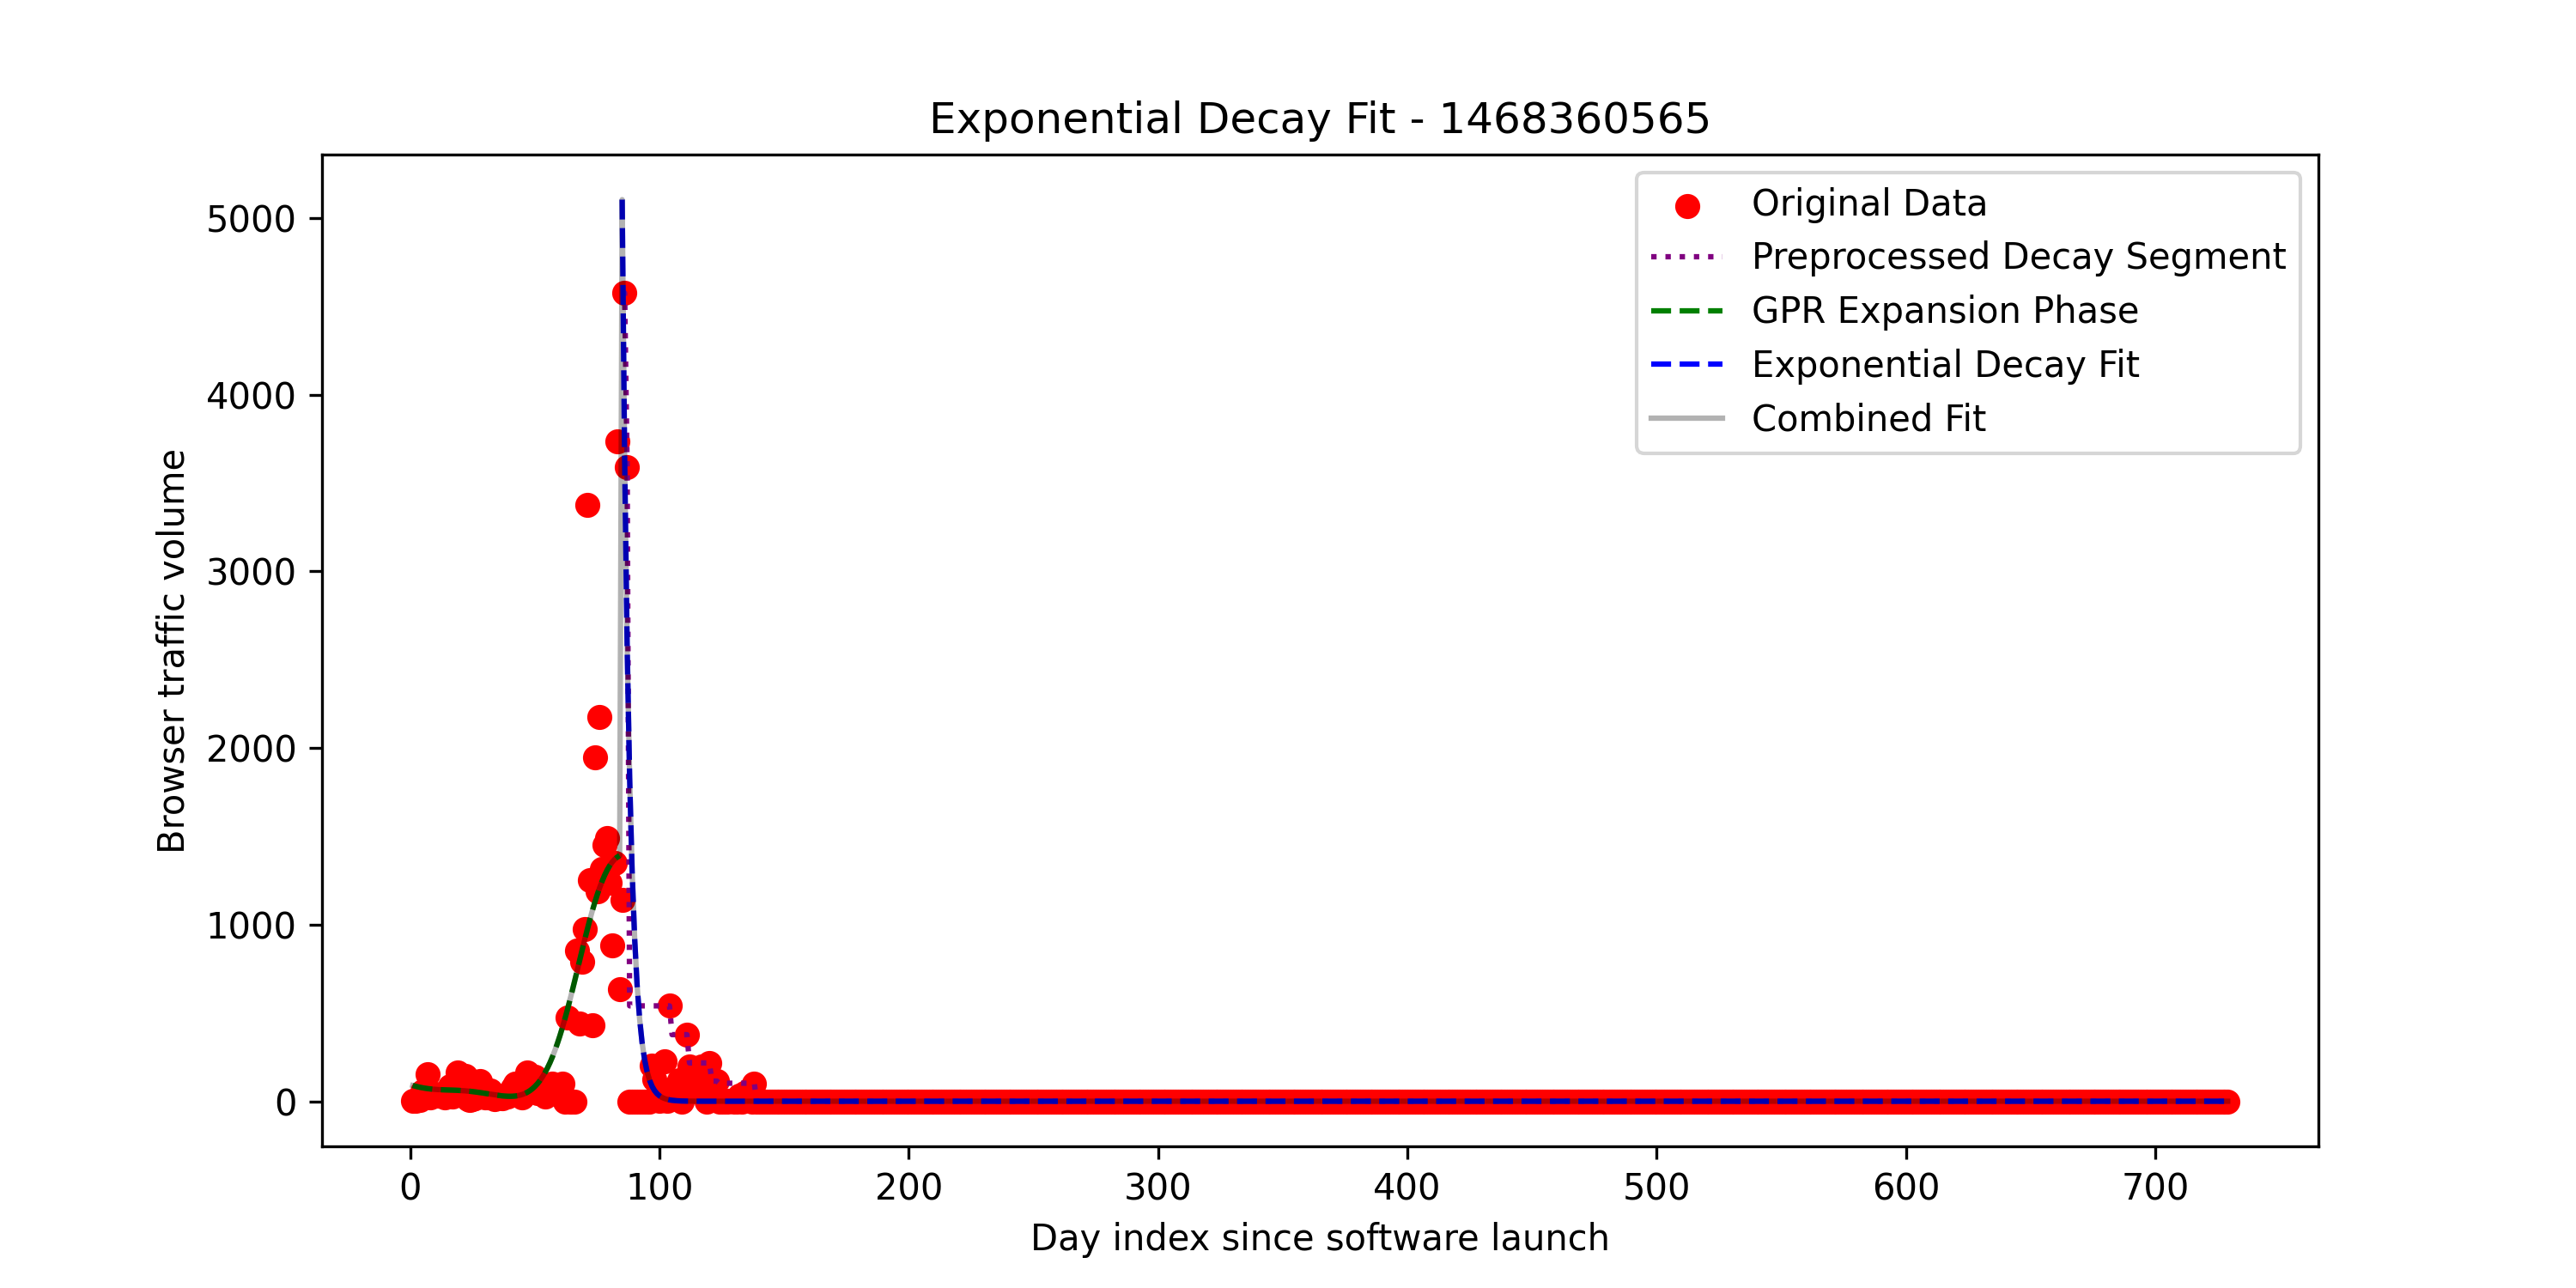 Exponential Decay Fit - 1468360565
Original Data
Preprocessed Decay Segment
GPR Expansion Phase
Exponential Decay Fit
Combined Fit
Browser traffic volume
5000
4000
3000
2000
1000
0
0 100 200 300 400 500 600 700
Day index since software launch